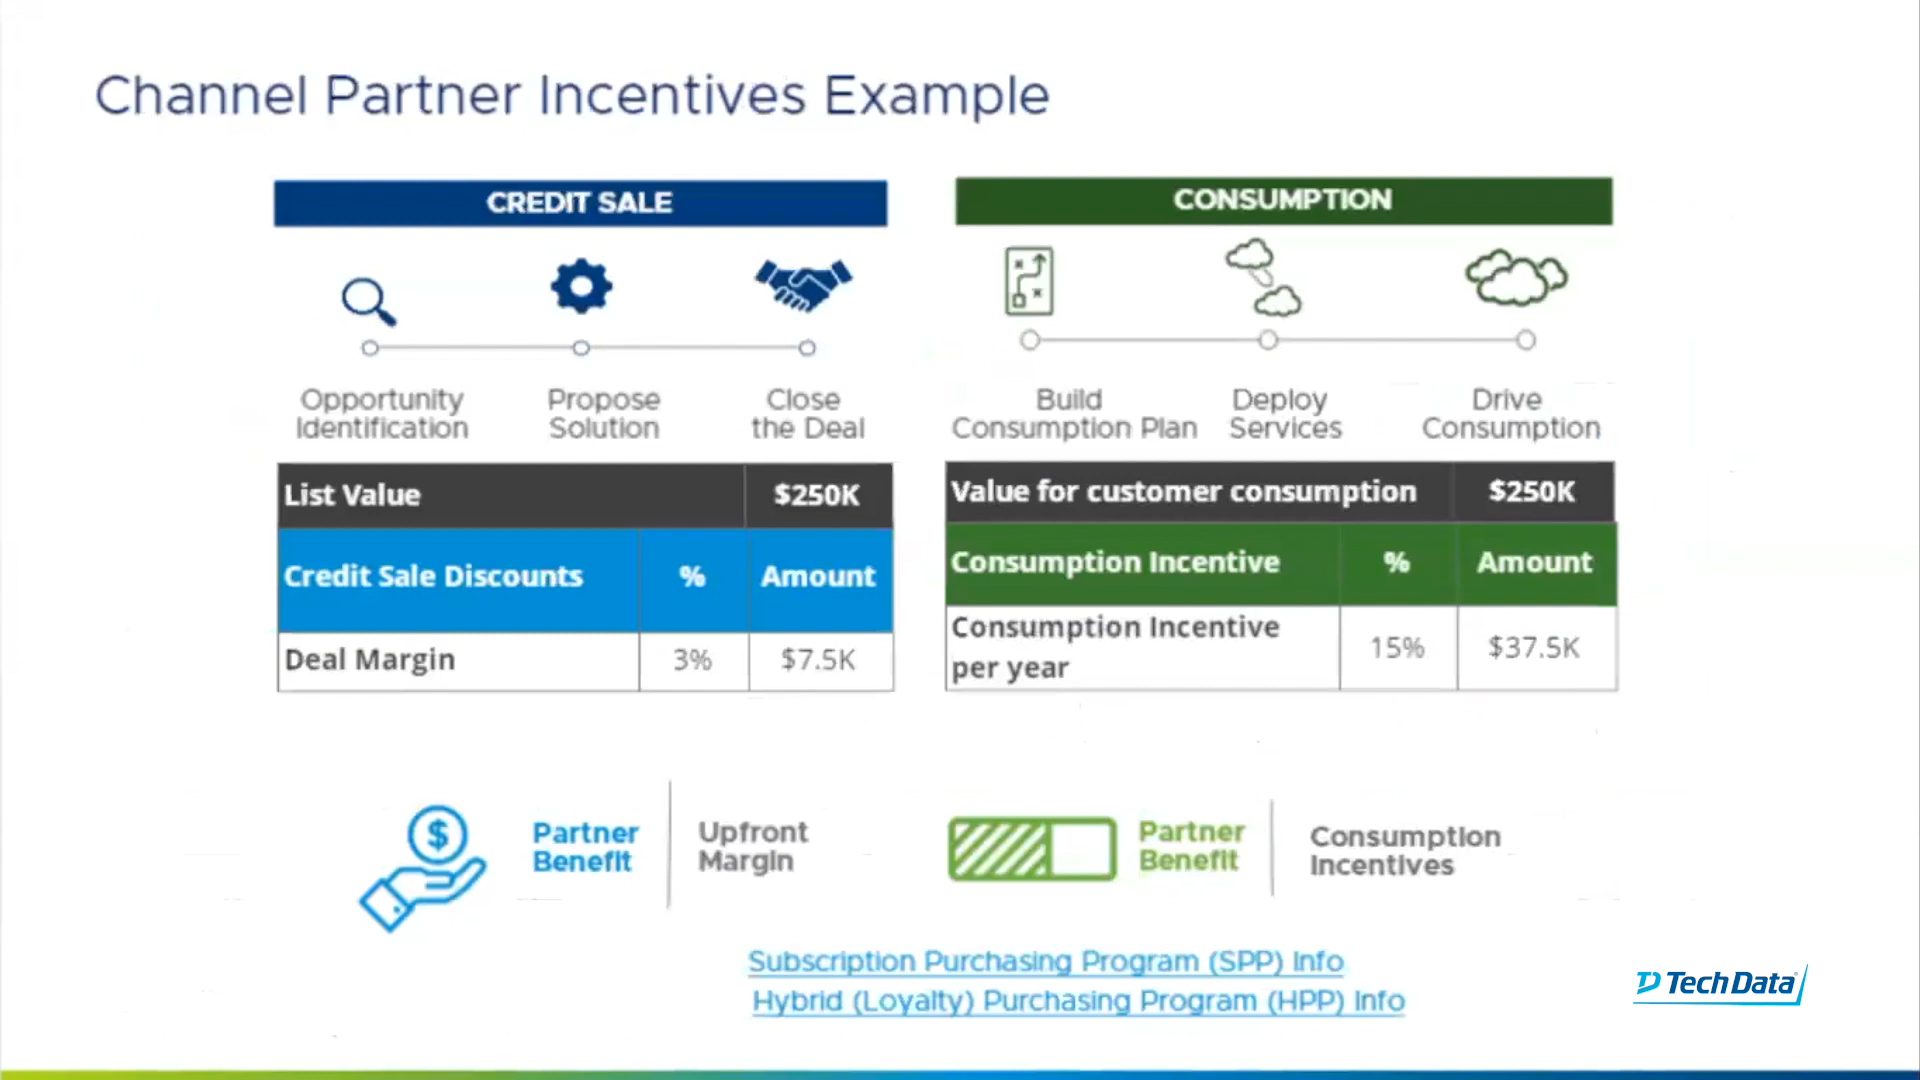 Channel Partner Incentives Example
CREDIT SALE
Opportunity
Identification
Propose
Solution
Close
the Deal
List Value $250K
Credit Sale Discounts % Amount
Deal Margin 3% $7.5K
CONSUMPTION
Build
Consumption Plan
Deploy
Services
Drive
Consumption
Value for customer consumption $250K
Consumption Incentive % Amount
Consumption Incentive
per year 15% $37.5K
$
Partner
Benefit
Upfront
Margin
Partner
Benefit
Consumption
Incentives
Subscription Purchasing Program (SPP) Info
Hybrid (Loyalty) Purchasing Program (HPP) Info
Tech Data